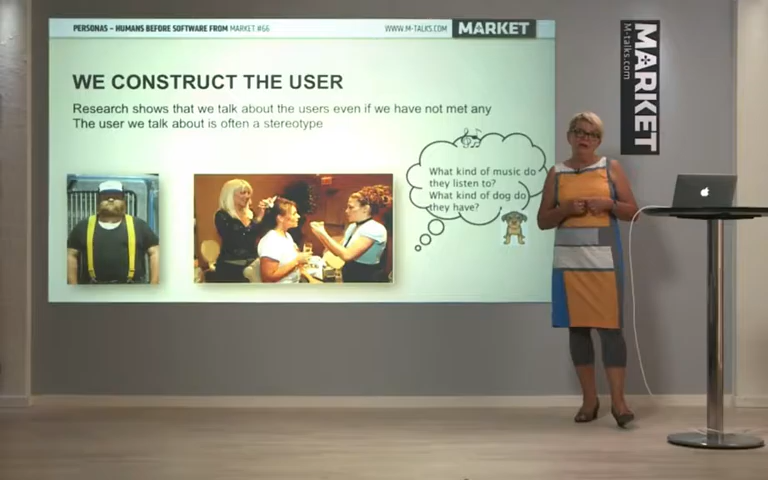 PERSONAS – HUMANS BEFORE SOFTWARE FROM MARKET #66
WWW.M-TALKS.COM
MARKET
WE CONSTRUCT THE USER
Research shows that we talk about the users even if we have not met any
The user we talk about is often a stereotype
What kind of music do
they listen to?
What kind of dog do
they have?
MARKET
M-talks.com